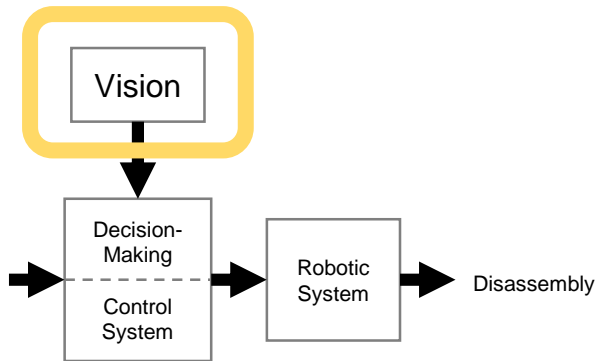 Vision
Decision-
Making
Control
System
Robotic
System
Disassembly